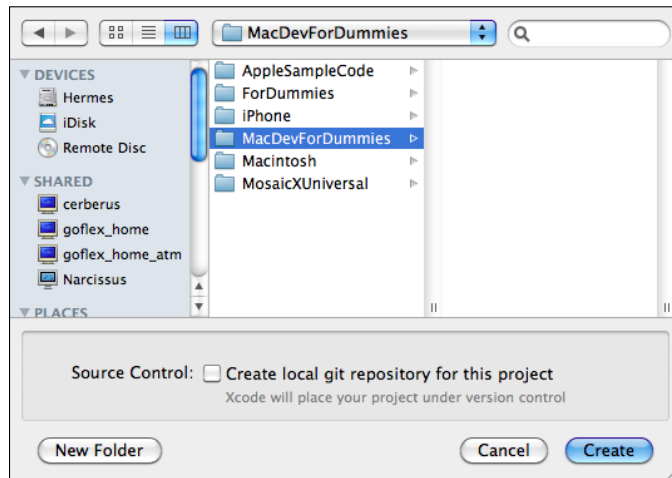 MacDevForDummies
DEVICES
Hermes
iDisk
Remote Disc
SHARED
cerberus
goflex_home
goflex_home_atm
Narcissus
PLACES
AppleSampleCode
ForDummies
iPhone
MacDevForDummies
Macintosh
MosaicXUniversal
Source Control: Create local git repository for this project
Xcode will place your project under version control
New Folder
Cancel
Create